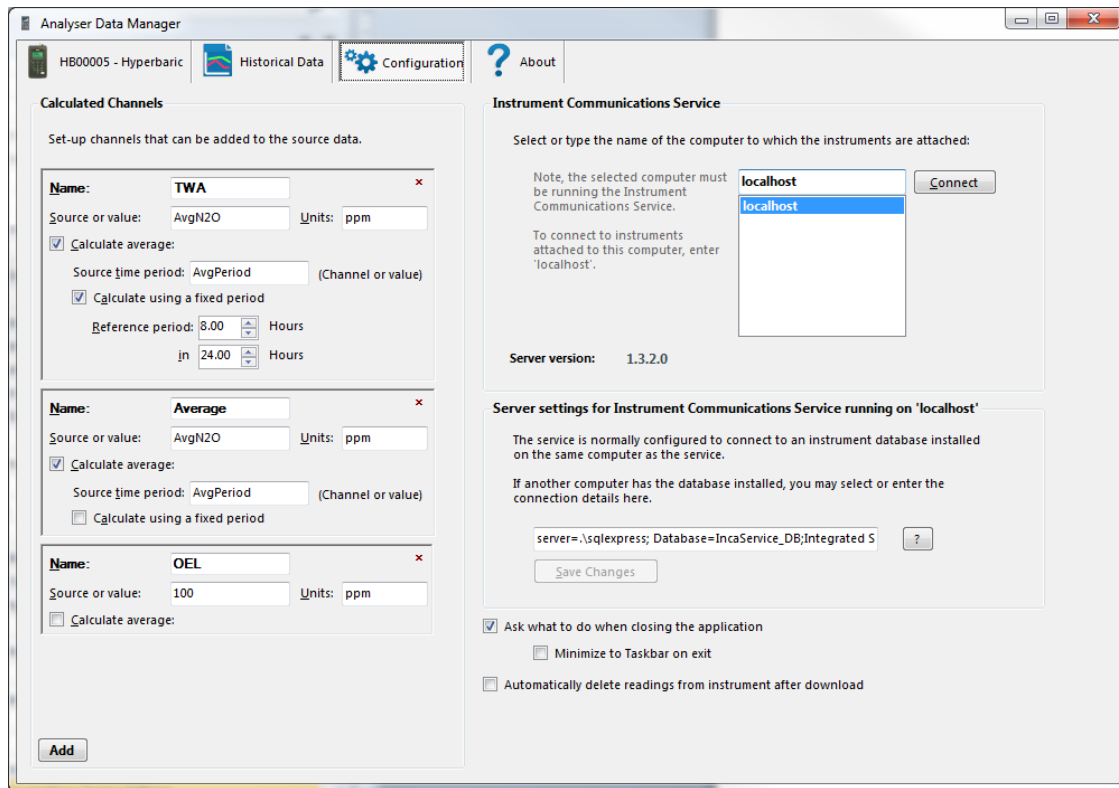 Analyser Data Manager
HB00005 - Hyperbaric
Historical Data
Configuration
? About
Calculated Channels
Set-up channels that can be added to the source data.
Name: TWA x
Source or value: AvgN2O Units: ppm
Calculate average:
Source time period: AvgPeriod (Channel or value)
Calculate using a fixed period
Reference period: 8.00 Hours
in 24.00 Hours
Name: Average x
Source or value: AvgN2O Units: ppm
Calculate average:
Source time period: AvgPeriod (Channel or value)
Calculate using a fixed period
Name: OEL x
Source or value: 100 Units: ppm
Calculate average:
Add
Instrument Communications Service
Select or type the name of the computer to which the instruments are attached:
Note, the selected computer must
be running the Instrument
Communications Service.
To connect to instruments
attached to this computer, enter
'localhost'.
localhost
Connect
localhost
Server version: 1.3.2.0
Server settings for Instrument Communications Service running on 'localhost'
The service is normally configured to connect to an instrument database installed
on the same computer as the service.
If another computer has the database installed, you may select or enter the
connection details here.
server=.\sqlexpress; Database=IncaService_DB;Integrated S
?
Save Changes
Ask what to do when closing the application
Minimize to Taskbar on exit
Automatically delete readings from instrument after download